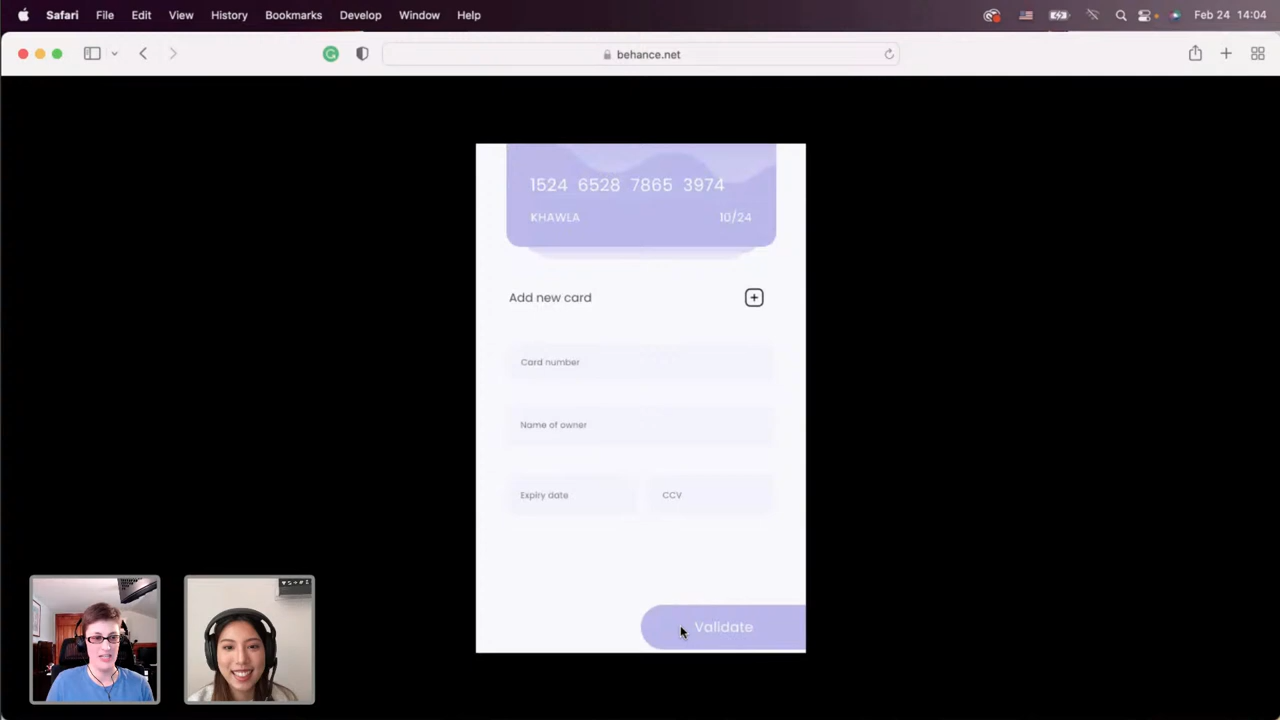 Safari File Edit View History Bookmarks Develop Window Help Feb 24 14:04
behance.net
1524 6528 7865 3974
KHAWLA 10/24
Add new card
Card number
Name of owner
Expiry date CCV
Validate